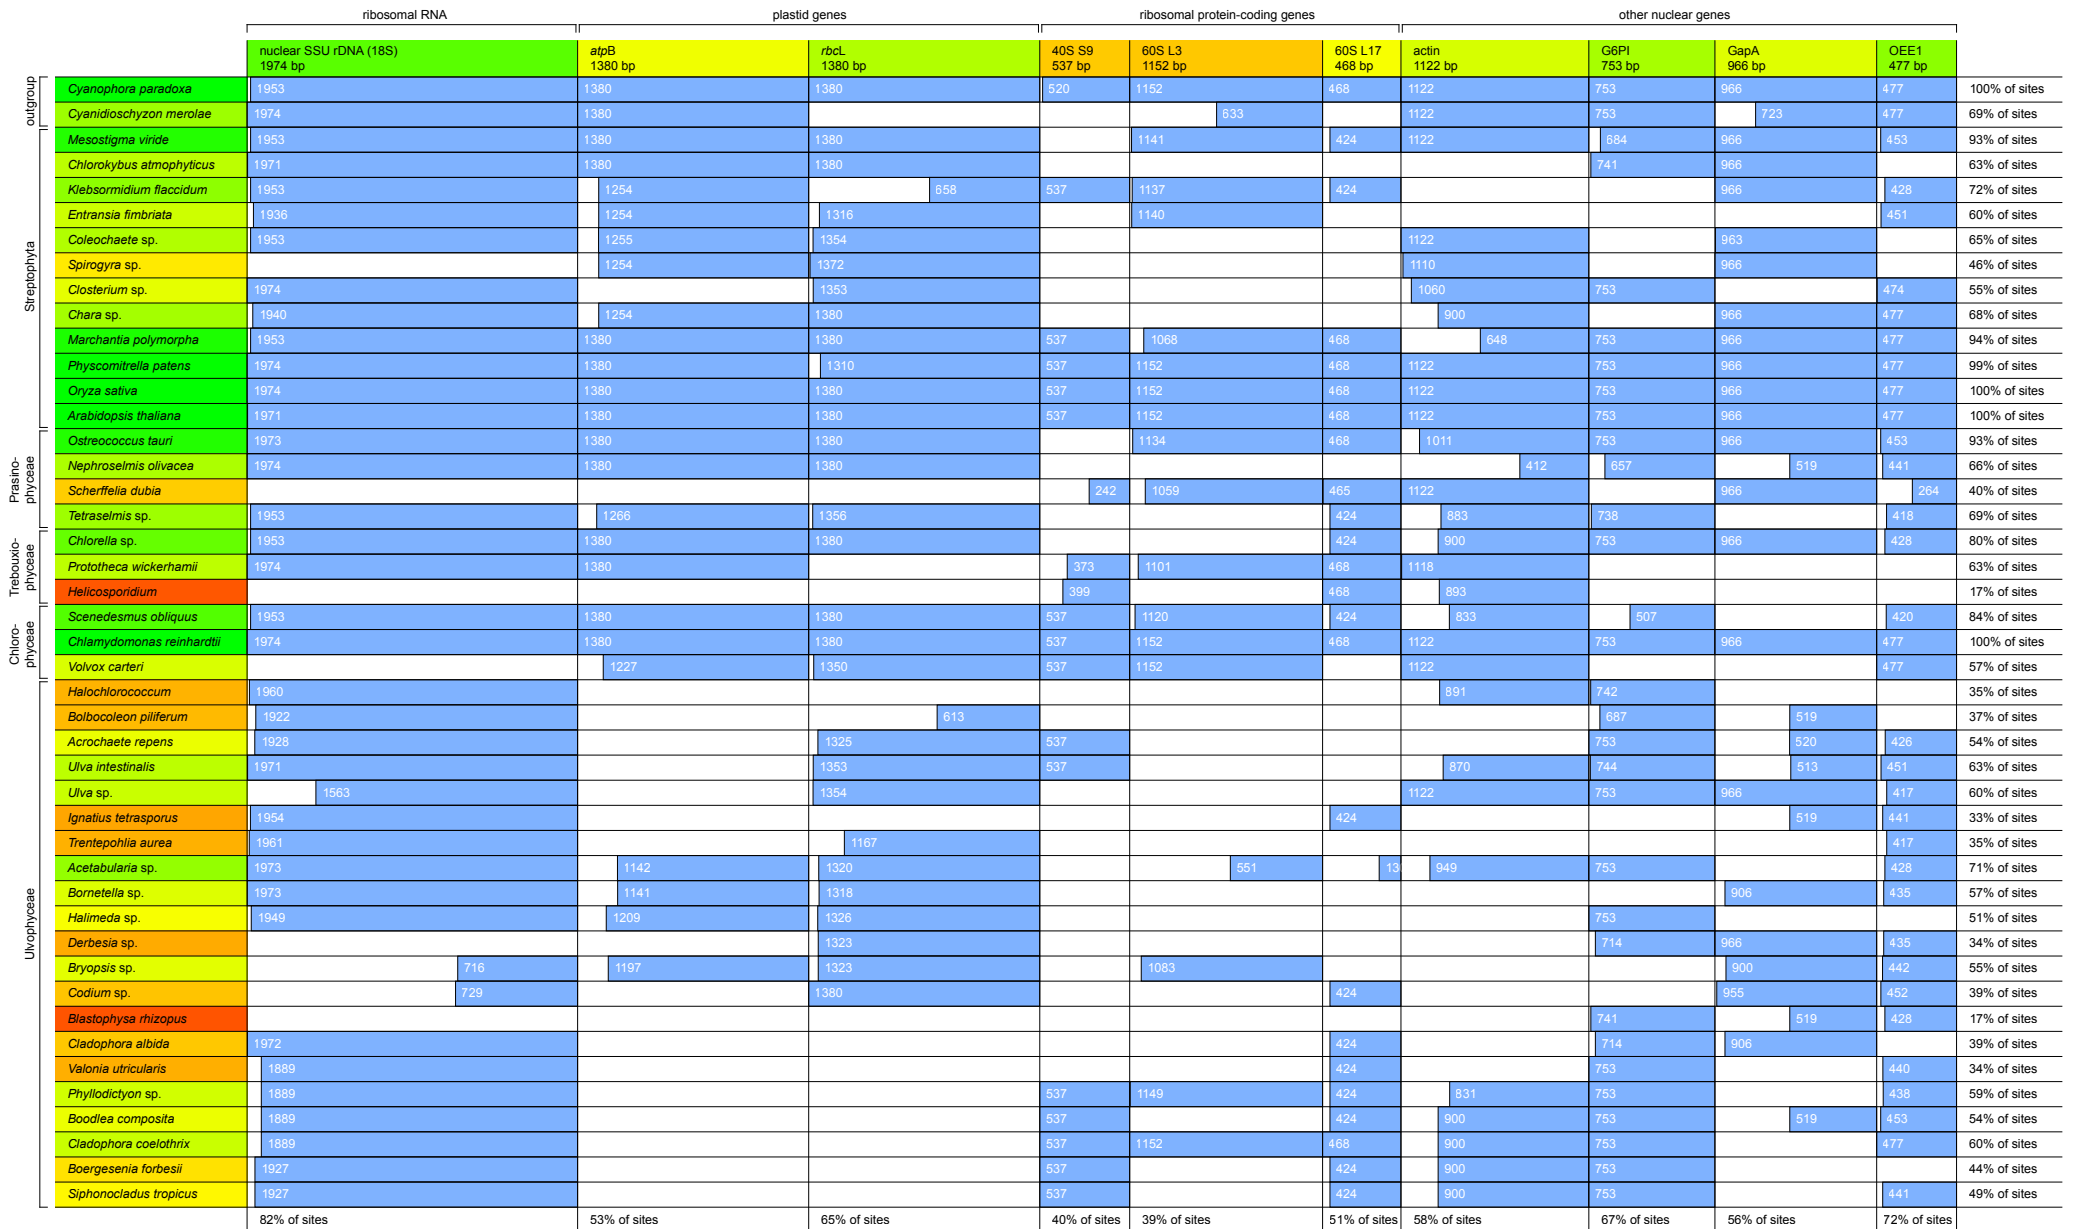 ribosomal RNA plastid genes ribosomal protein-coding genes other nuclear genes
nuclear SSU rDNA (18S) atpB rbcL 40S S9 60S L3 60S L17 actin G6PI GapA OEE1
1974 bp 1380 bp 1380 bp 537 bp 1152 bp 468 bp 1122 bp 753 bp 966 bp 477 bp
outgroup
Cyanophora paradoxa 1953 1380 1380 520 1152 468 1122 753 966 477 100% of sites
Cyanidioschyzon merolae 1974 1380 633 1122 753 723 477 69% of sites
Streptophyta
Mesostigma viride 1953 1380 1380 1141 424 1122 684 966 453 93% of sites
Chlorokybus atmophyticus 1971 1380 1380 741 966 63% of sites
Klebsormidium flaccidum 1953 1254 658 537 1137 424 966 428 72% of sites
Entransia fimbriata 1936 1254 1316 1140 451 60% of sites
Coleochaete sp. 1953 1255 1354 1122 963 65% of sites
Spirogyra sp. 1254 1372 1110 966 46% of sites
Closterium sp. 1974 1353 1060 753 474 55% of sites
Chara sp. 1940 1254 1380 900 966 477 68% of sites
Marchantia polymorpha 1953 1380 1380 537 1068 468 648 753 966 477 94% of sites
Physcomitrella patens 1974 1380 1310 537 1152 468 1122 753 966 477 99% of sites
Oryza sativa 1974 1380 1380 537 1152 468 1122 753 966 477 100% of sites
Arabidopsis thaliana 1971 1380 1380 537 1152 468 1122 753 966 477 100% of sites
Prasino-
phyceae
Ostreococcus tauri 1973 1380 1380 1134 468 1011 753 966 453 93% of sites
Nephroselmis olivacea 1974 1380 1380 412 657 519 441 66% of sites
Scherffelia dubia 242 1059 465 1122 966 264 40% of sites
Tetraselmis sp. 1953 1266 1356 424 883 738 418 69% of sites
Trebouxio-
phyceae
Chlorella sp. 1953 1380 1380 424 900 753 966 428 80% of sites
Prototheca wickerhamii 1974 1380 373 1101 468 1118 63% of sites
Helicosporidium 399 468 893 17% of sites
Chloro-
phyceae
Scenedesmus obliquus 1953 1380 1380 537 1120 424 833 507 420 84% of sites
Chlamydomonas reinhardtii 1974 1380 1380 537 1152 468 1122 753 966 477 100% of sites
Volvox carteri 1227 1350 537 1152 1122 477 57% of sites
Ulvophyceae
Halochlorococcum 1960 891 742 35% of sites
Bolbocoleon piliferum 1922 613 687 519 37% of sites
Acrochaete repens 1928 1325 537 753 520 426 54% of sites
Ulva intestinalis 1971 1353 537 870 744 513 451 63% of sites
Ulva sp. 1563 1354 1122 753 966 417 60% of sites
Ignatius tetrasporus 1954 424 519 441 33% of sites
Trentepohlia aurea 1961 1167 417 35% of sites
Acetabularia sp. 1973 1142 1320 551 13 949 753 428 71% of sites
Bornetella sp. 1973 1141 1318 906 435 57% of sites
Halimeda sp. 1949 1209 1326 753 51% of sites
Derbesia sp. 1323 714 966 435 34% of sites
Bryopsis sp. 716 1197 1323 1083 900 442 55% of sites
Codium sp. 729 1380 424 955 452 39% of sites
Blastophysa rhizopus 741 519 428 17% of sites
Cladophora albida 1972 424 714 906 39% of sites
Valonia utricularis 1889 424 753 440 34% of sites
Phyllodictyon sp. 1889 537 1149 424 831 753 438 59% of sites
Boodlea composita 1889 537 424 900 753 519 453 54% of sites
Cladophora coelothrix 1889 537 1152 468 900 753 477 60% of sites
Boergesenia forbesii 1927 537 424 900 753 44% of sites
Siphonocladus tropicus 1927 537 424 900 753 441 49% of sites
82% of sites 53% of sites 65% of sites 40% of sites 39% of sites 51% of sites 58% of sites 67% of sites 56% of sites 72% of sites